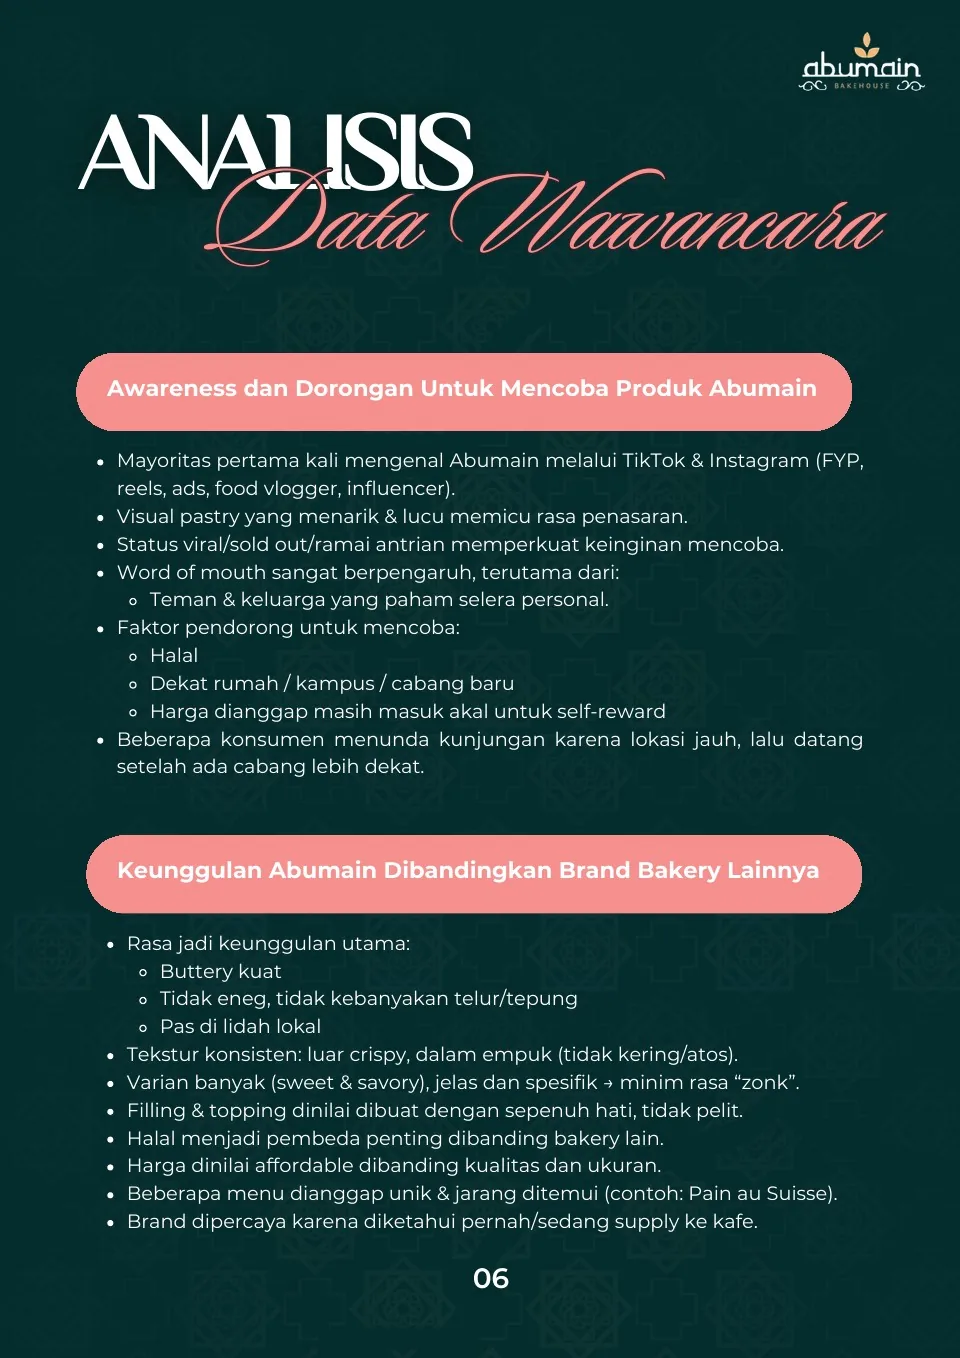 abumain
BAKEHOUSE
ANALISIS
Data Wawancara
Awareness dan Dorongan Untuk Mencoba Produk Abumain
• Mayoritas pertama kali mengenal Abumain melalui TikTok & Instagram (FYP,
reels, ads, food vlogger, influencer).
• Visual pastry yang menarik & lucu memicu rasa penasaran.
• Status viral/sold out/ramai antrian memperkuat keinginan mencoba.
• Word of mouth sangat berpengaruh, terutama dari:
◦ Teman & keluarga yang paham selera personal.
• Faktor pendorong untuk mencoba:
◦ Halal
◦ Dekat rumah / kampus / cabang baru
◦ Harga dianggap masih masuk akal untuk self-reward
• Beberapa konsumen menunda kunjungan karena lokasi jauh, lalu datang
setelah ada cabang lebih dekat.
Keunggulan Abumain Dibandingkan Brand Bakery Lainnya
• Rasa jadi keunggulan utama:
◦ Buttery kuat
◦ Tidak eneg, tidak kebanyakan telur/tepung
◦ Pas di lidah lokal
• Tekstur konsisten: luar crispy, dalam empuk (tidak kering/atos).
• Varian banyak (sweet & savory), jelas dan spesifik → minim rasa “zonk”.
• Filling & topping dinilai dibuat dengan sepenuh hati, tidak pelit.
• Halal menjadi pembeda penting dibanding bakery lain.
• Harga dinilai affordable dibanding kualitas dan ukuran.
• Beberapa menu dianggap unik & jarang ditemui (contoh: Pain au Suisse).
• Brand dipercaya karena diketahui pernah/sedang supply ke kafe.
06